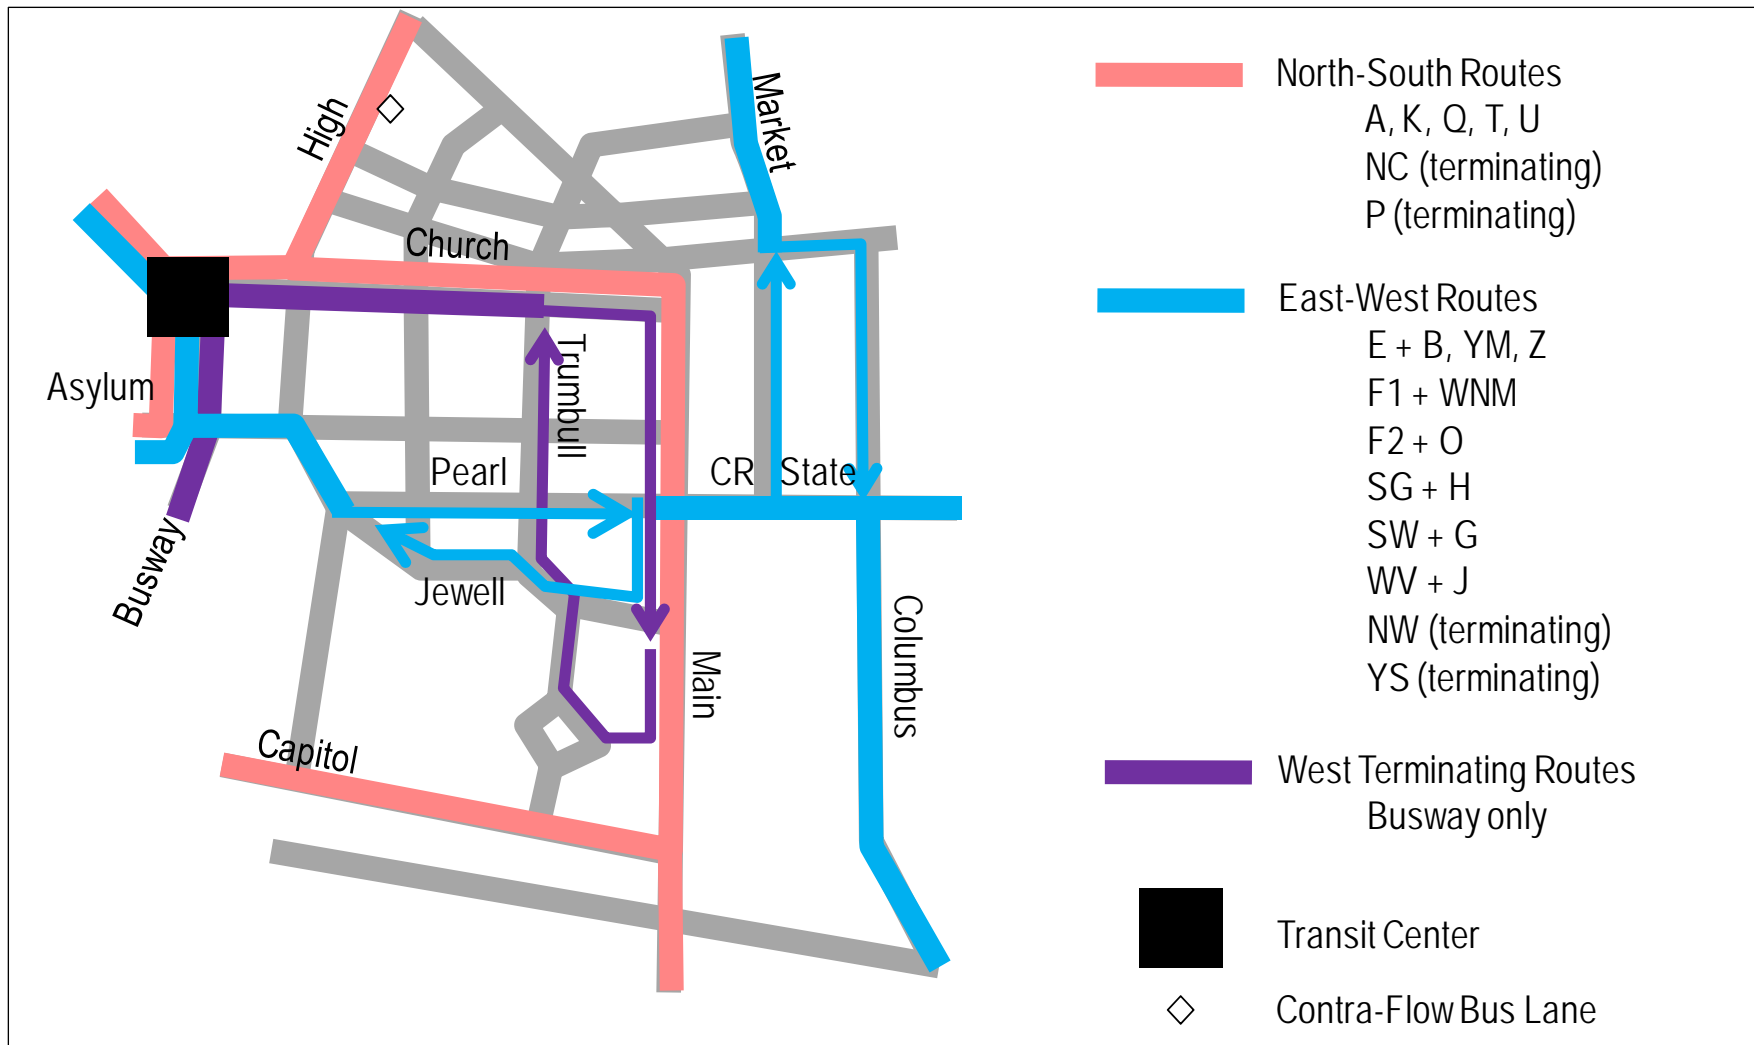 High
Market
Church
Asylum
Trumbull
Pearl
CR State
Busway
Jewell
Columbus
Main
Capitol
North-South Routes
A, K, Q, T, U
NC (terminating)
P (terminating)
East-West Routes
E + B, YM, Z
F1 + WNM
F2 + O
SG + H
SW + G
WV + J
NW (terminating)
YS (terminating)
West Terminating Routes
Busway only
Transit Center
Contra-Flow Bus Lane